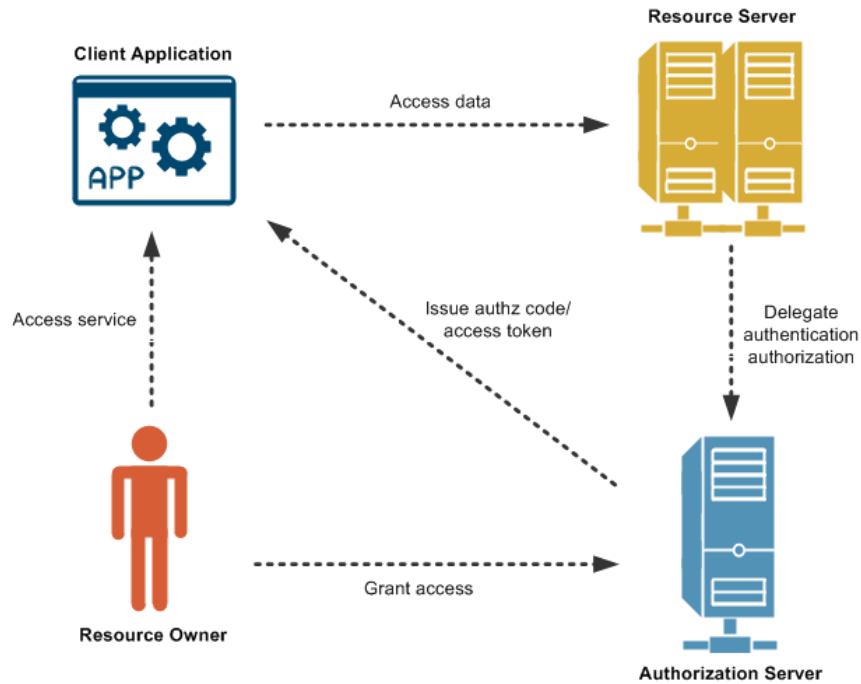 Resource Server
Client Application
Access data
APP
Issue authz code/
access token
Access service
Delegate
authentication
authorization
Grant access
Resource Owner
Authorization Server